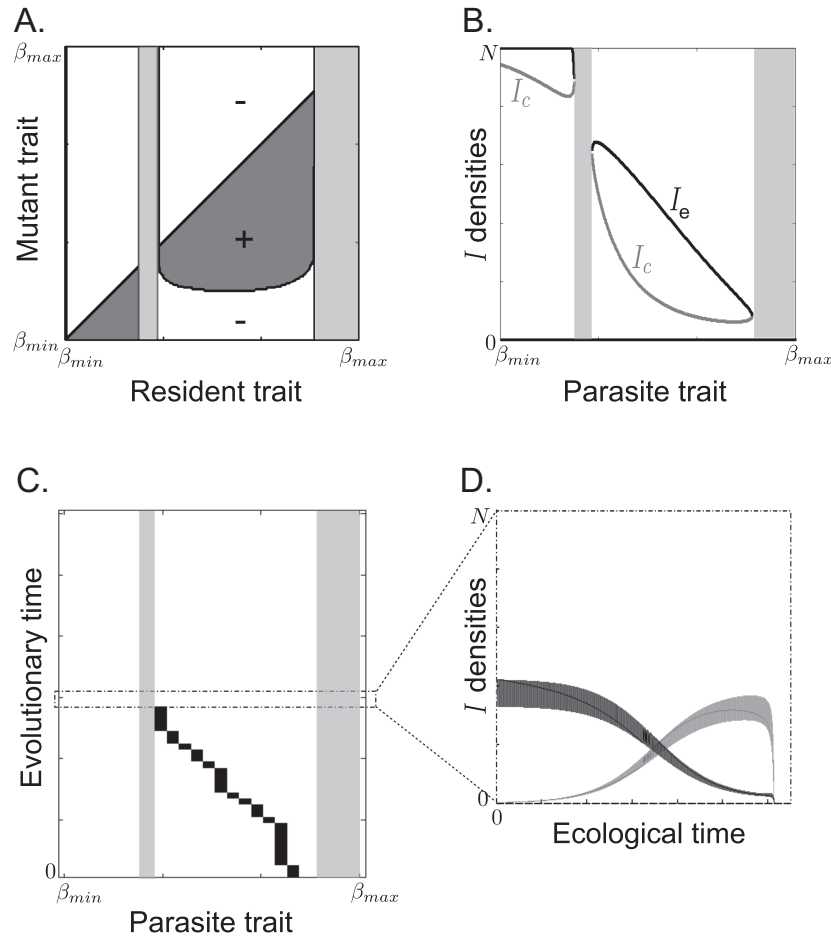 A.
β_max
-
+
-
Mutant trait
β_min
β_min
β_max
Resident trait
B.
N
I_c
I_e
I_c
I densities
0
β_min
β_max
Parasite trait
C.
Evolutionary time
0
β_min
β_max
Parasite trait
D.
N
I densities
0
0
Ecological time